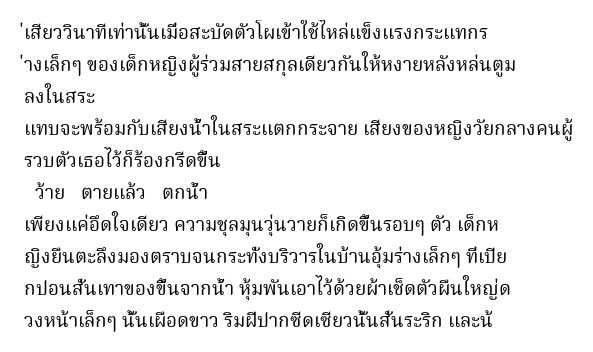 ่เสี้ยววินาทีเท่านั้นเมื่อสะบัดตัวโผเข้าใช้ไหล่แข็งแรงกระแทกร
่างเล็กๆ ของเด็กหญิงผู้ร่วมสายสกุลเดียวกันให้หงายหลังหล่นตูม
ลงในสระ
แทบจะพร้อมกับเสียงน้ำในสระแตกกระจาย เสียงของหญิงวัยกลางคนผู้
รวบตัวเธอไว้ก็ร้องกรีดขึ้น
ว้าย ตายแล้ว ตกน้ำ
เพียงแค่อึดใจเดียว ความชุลมุนวุ่นวายก็เกิดขึ้นรอบๆ ตัว เด็กห
ญิงยืนตะลึงมองตราบจนกระทั่งบริวารในบ้านอุ้มร่างเล็กๆ ที่เปีย
กปอนสั่นเทาของขึ้นจากน้ำ หุ้มพันเอาไว้ด้วยผ้าเช็ดตัวผืนใหญ่ด
วงหน้าเล็กๆ นั้นเผือดขาว ริมฝีปากซีดเซียวนั้นสั่นระริก และน้